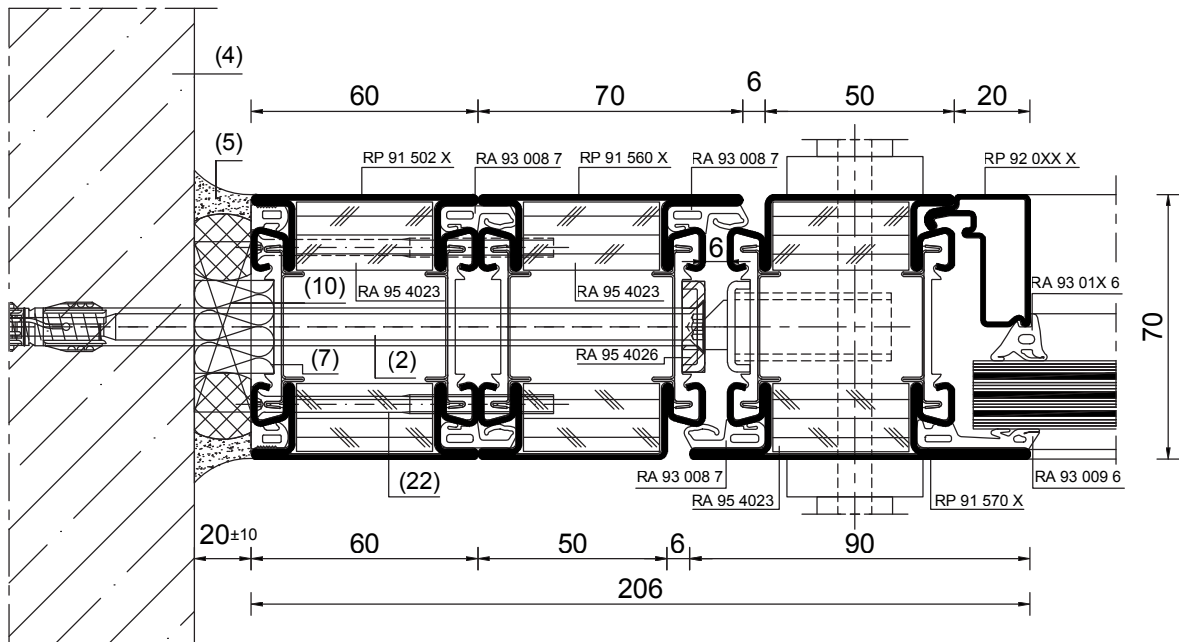 (4)
60
70
6
50
20
(5)
RP 91 502 X
RA 93 008 7
RP 91 560 X
RA 93 008 7
RP 92 0XX X
6
(10)
RA 95 4023
RA 95 4023
RA 93 01X 6
70
(7)
(2)
RA 95 4026
(22)
RA 93 008 7
RA 95 4023
RP 91 570 X
RA 93 009 6
20±10
60
50
6
90
206